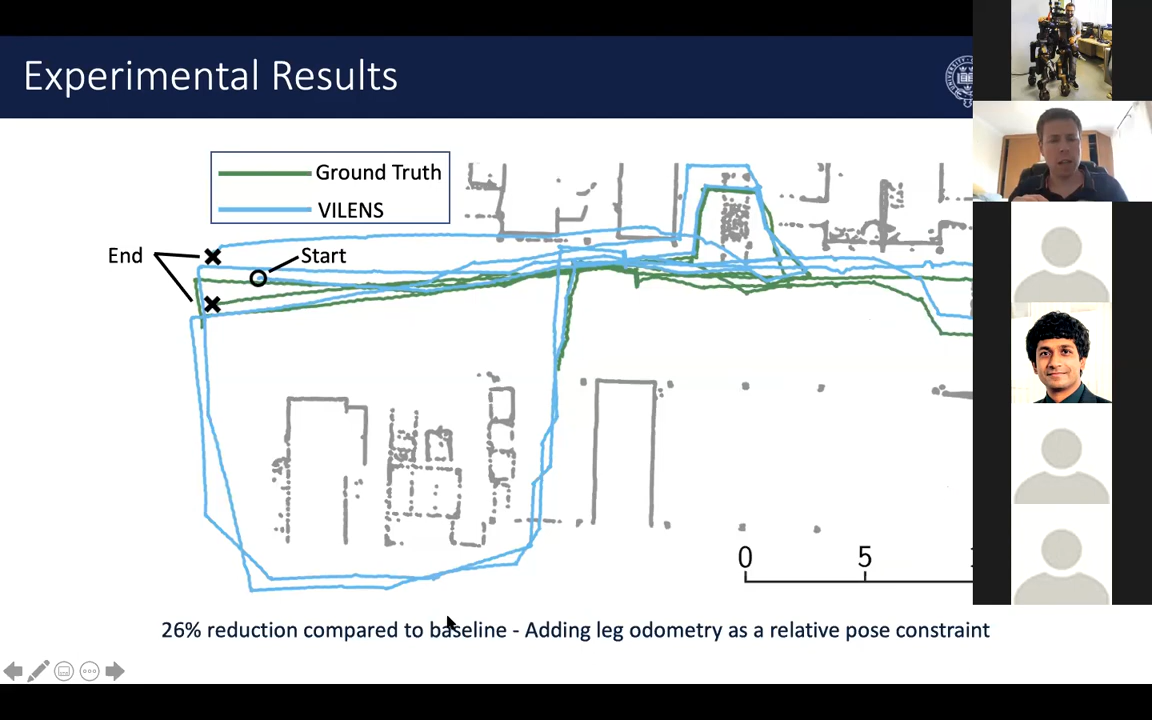 Experimental Results
Ground Truth
VILENS
End
Start
0 5
26% reduction compared to baseline - Adding leg odometry as a relative pose constraint